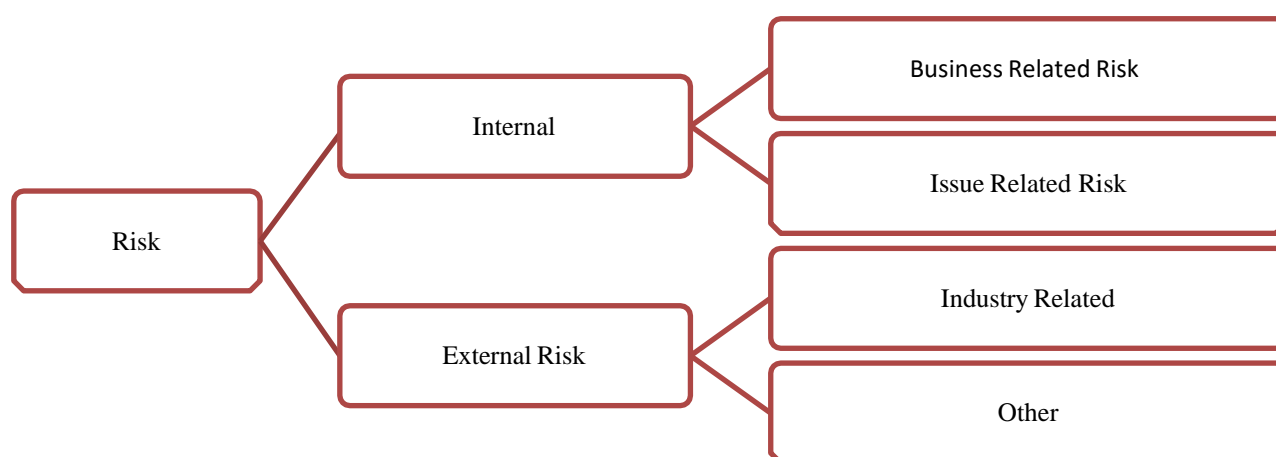 Risk
Internal
Business Related Risk
Issue Related Risk
External Risk
Industry Related
Other